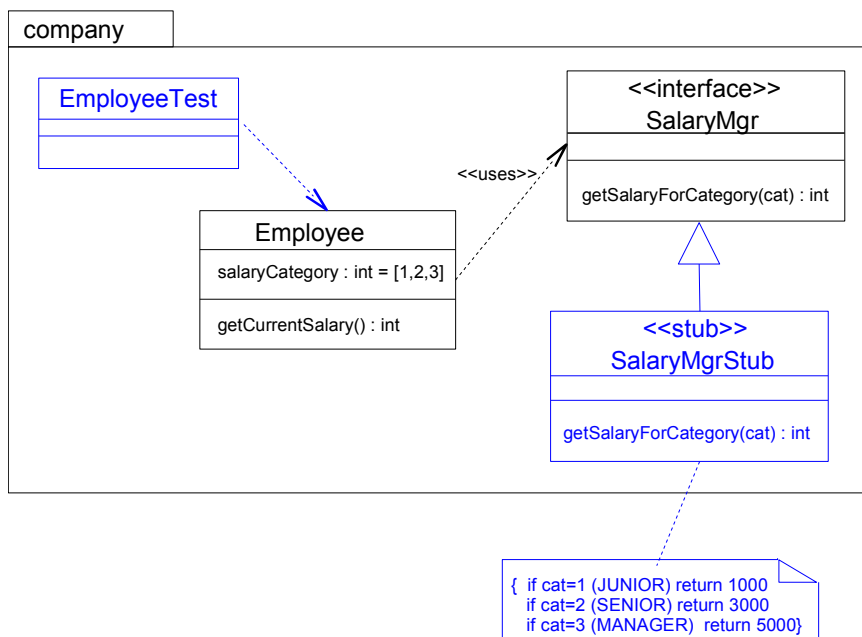 company
EmployeeTest
<<interface>>
SalaryMgr
getSalaryForCategory(cat) : int
<<uses>>
Employee
salaryCategory : int = [1,2,3]
getCurrentSalary() : int
<<stub>>
SalaryMgrStub
getSalaryForCategory(cat) : int
{ if cat=1 (JUNIOR) return 1000
if cat=2 (SENIOR) return 3000
if cat=3 (MANAGER) return 5000}